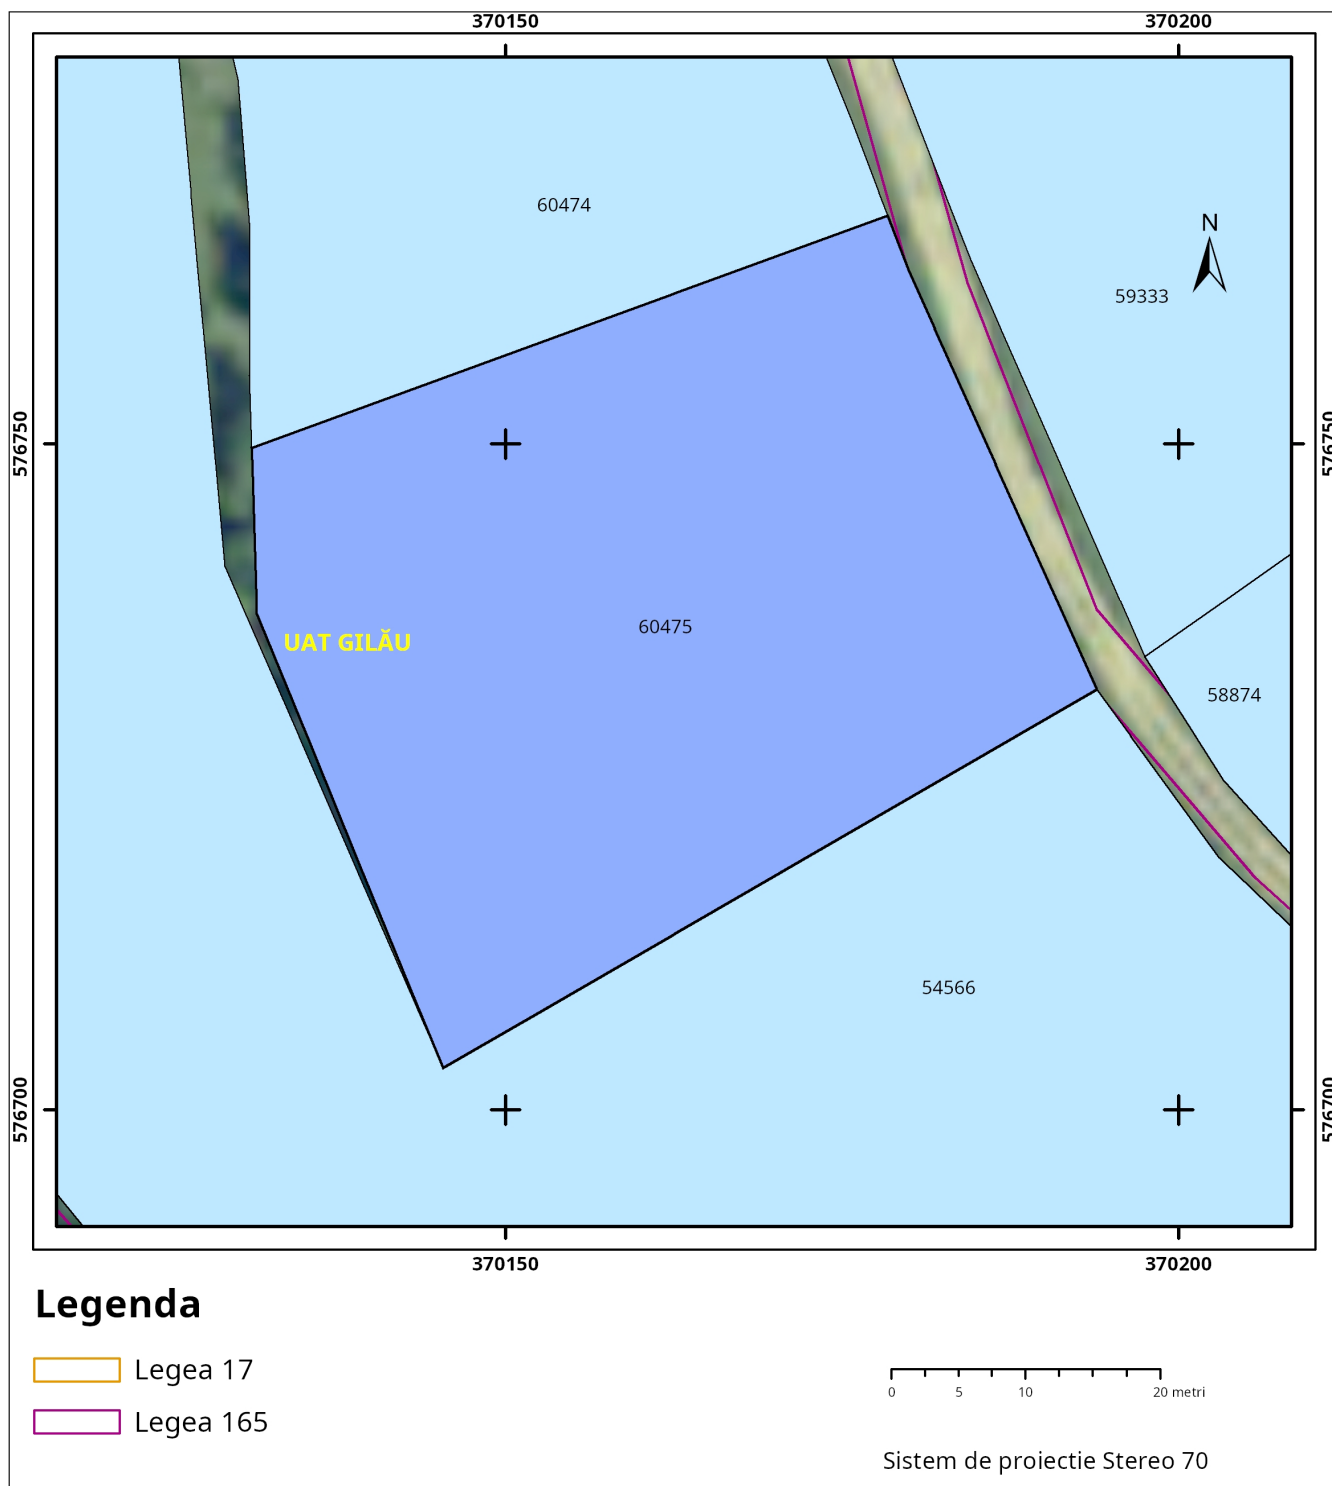 370150 370200
60474
N
59333
576750 576750
60475
UAT GILĂU
58874
54566
576700 576700
370150 370200
Legenda
Legea 17
Legea 165
0 5 10 20 metri
Sistem de proiectie Stereo 70